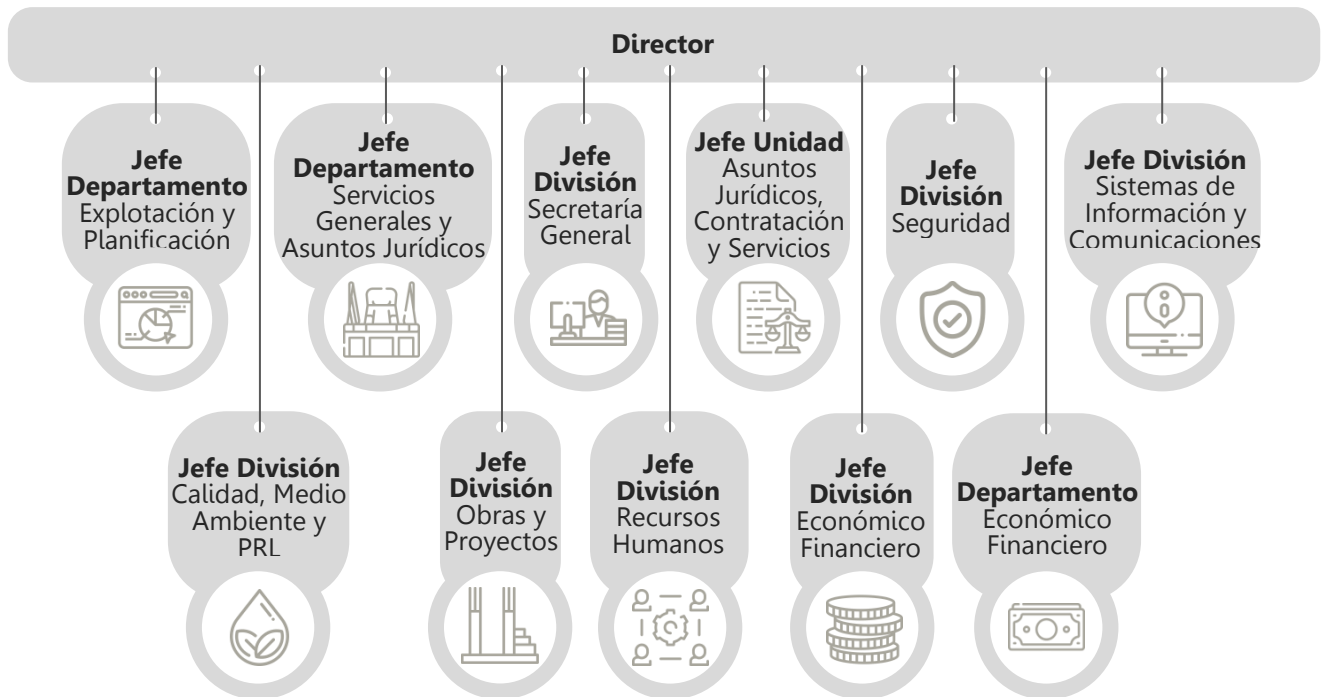 Director
Jefe
Departamento
Explotación y
Planificación
Jefe
Departamento
Servicios
Generales y
Asuntos Jurídicos
Jefe
División
Secretaría
General
Jefe Unidad
Asuntos
Jurídicos,
Contratación
y Servicios
Jefe
División
Seguridad
Jefe División
Sistemas de
Información y
Comunicaciones
Jefe División
Calidad, Medio
Ambiente y
PRL
Jefe
División
Obras y
Proyectos
Jefe
División
Recursos
Humanos
Jefe
División
Económico
Financiero
Jefe
Departamento
Económico
Financiero